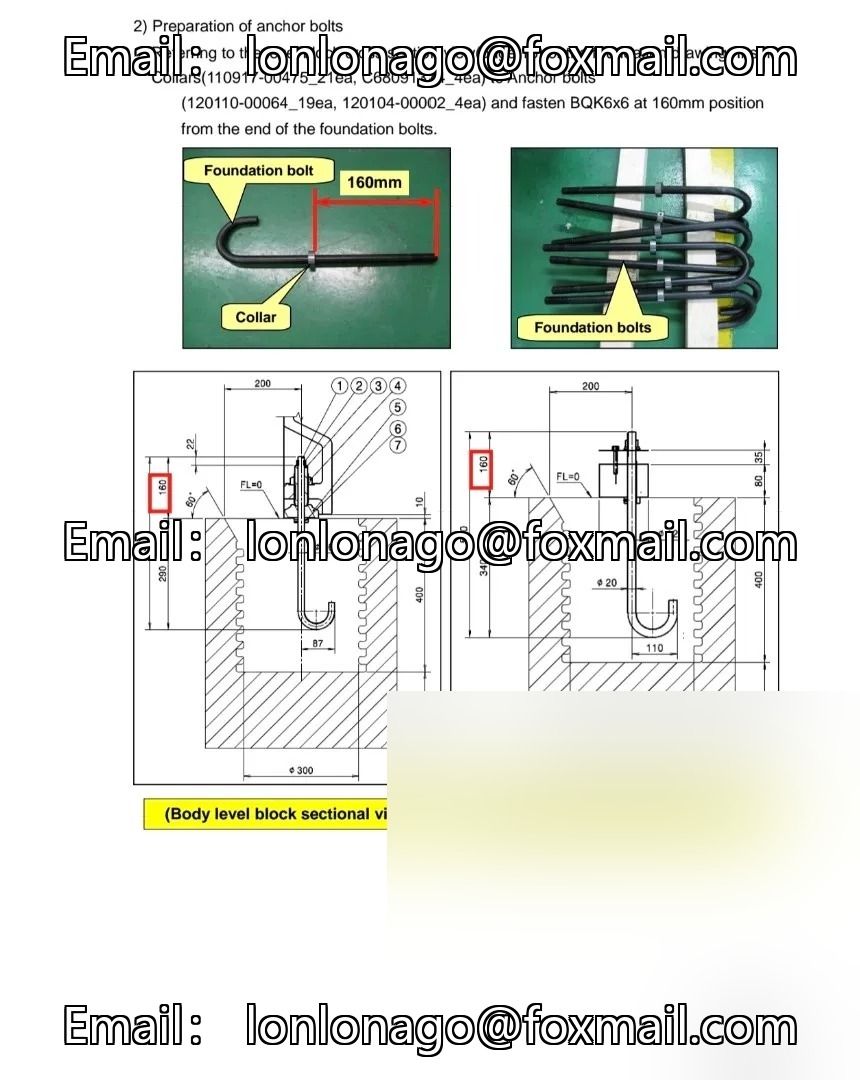 2) Preparation of anchor bolts
Email: lonlonago@foxmail.com
to the
Collars(110917-00475_21ea, 4ea) Anchor bolts
(120110-00064_19ea, 120104-00002_4ea) and fasten BQK6x6 at 160mm position
from the end of the foundation bolts.
Foundation bolt
160mm
Collar
Foundation bolts
200
1 2 3 4
5
6
7
22
160
60°
FL=0
10
290
400
87
ø 300
200
160
60°
FL=0
35
80
340
ø 20
400
110
Email: lonlonago@foxmail.com
(Body level block sectional
Email: lonlonago@foxmail.com